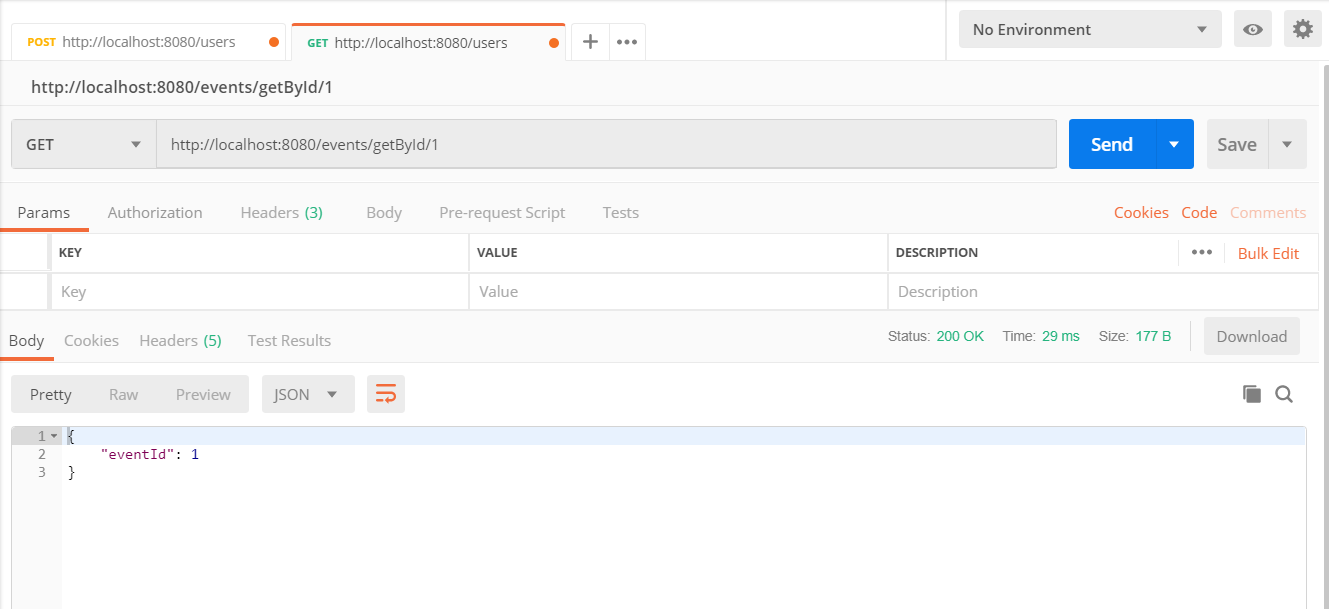 POST http://localhost:8080/users
GET http://localhost:8080/users
No Environment
http://localhost:8080/events/getById/1
GET http://localhost:8080/events/getById/1 Send Save
Params Authorization Headers (3) Body Pre-request Script Tests Cookies Code Comments
KEY VALUE DESCRIPTION Bulk Edit
Key Value Description
Body Cookies Headers (5) Test Results Status: 200 OK Time: 29 ms Size: 177 B Download
Pretty Raw Preview JSON
1 {
2 "eventId": 1
3 }